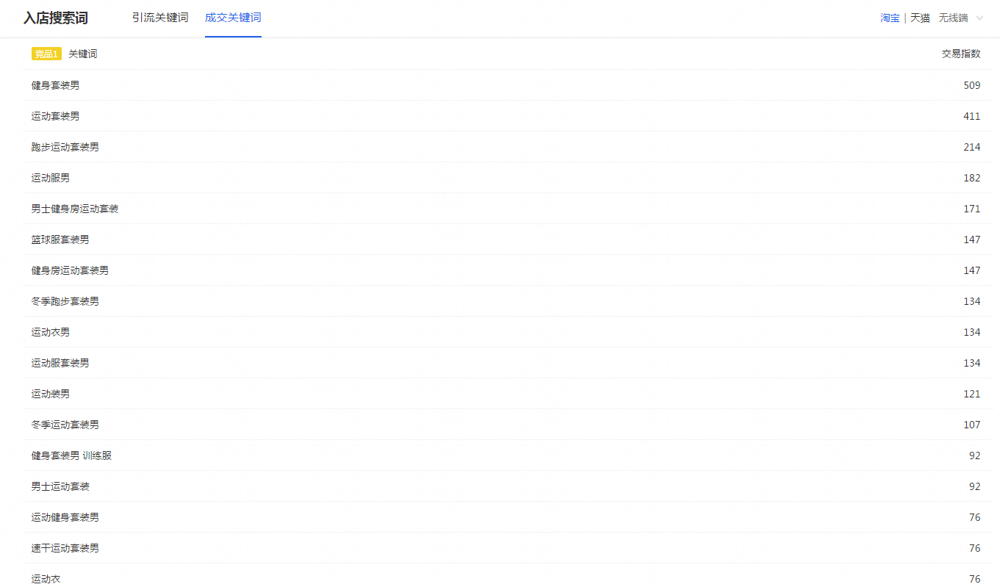 入店搜索词 引流关键词 成交关键词 淘宝 | 天猫 无线端
竞品1 关键词 交易指数
健身套装男 509
运动套装男 411
跑步运动套装男 214
运动服男 182
男士健身房运动套装 171
篮球服套装男 147
健身房运动套装男 147
冬季跑步套装男 134
运动衣男 134
运动服套装男 134
运动装男 121
冬季运动套装男 107
健身套装男 训练服 92
男士运动套装 92
运动健身套装男 76
速干运动套装男 76
运动衣 76